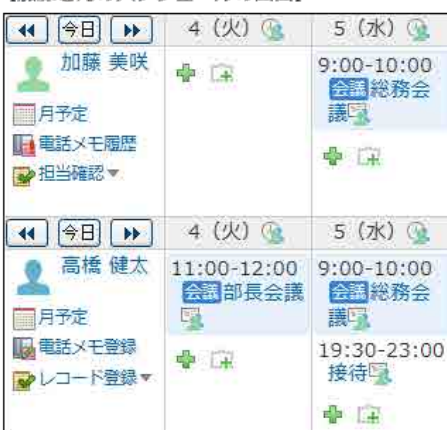 今日 4（火） 5（水）
加藤 美咲
9:00-10:00
会議 総務会
議
月予定
電話メモ履歴
担当確認
今日 4（火） 5（水）
高橋 健太
11:00-12:00
会議 部長会議
9:00-10:00
会議 総務会
議
19:30-23:00
接待
月予定
電話メモ登録
レコード登録